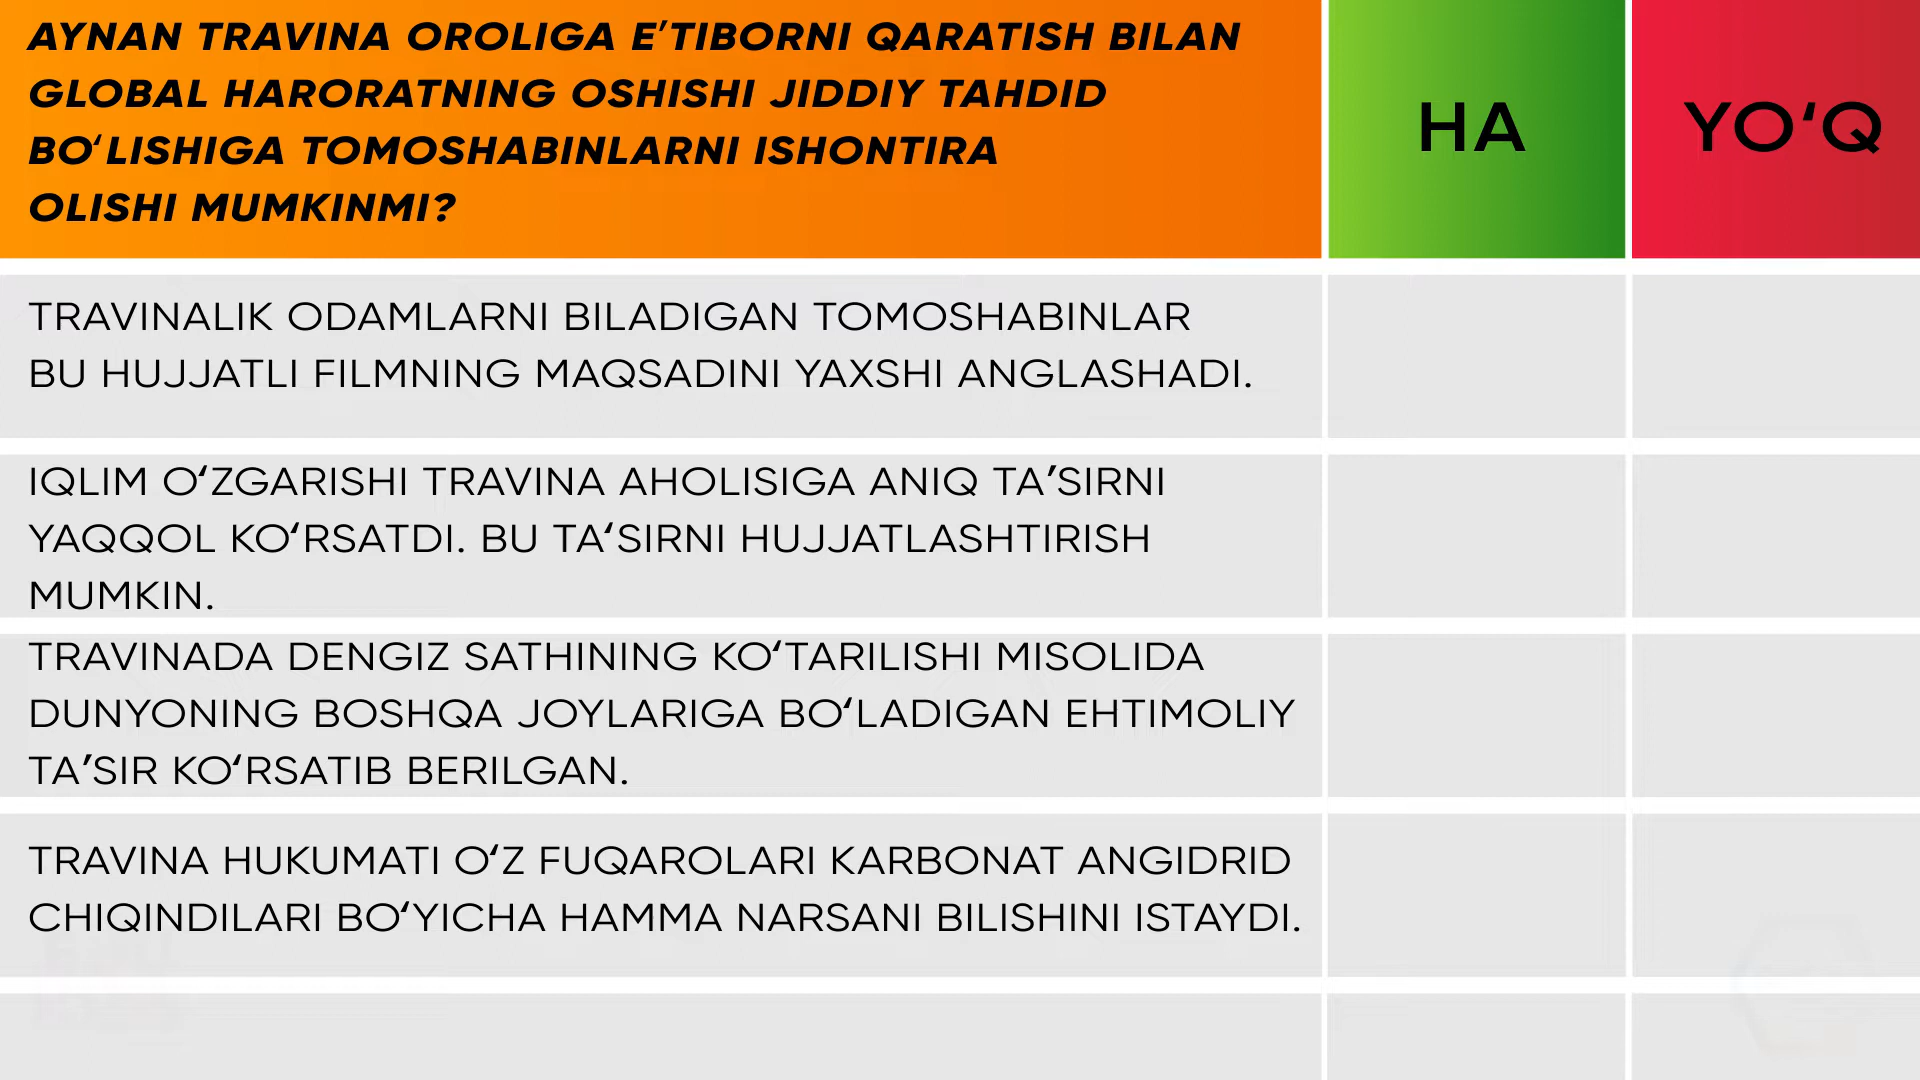 AYNAN TRAVINA OROLIGA E’TIBORNI QARATISH BILAN
GLOBAL HARORATNING OSHISHI JIDDIY TAHDID
BO‘LISHIGA TOMOSHABINLARNI ISHONTIRA
OLISHI MUMKINMI?
HA
YO‘Q
TRAVINALIK ODAMLARNI BILADIGAN TOMOSHABINLAR
BU HUJJATLI FILMNING MAQSADINI YAXSHI ANGLASHADI.
IQLIM O‘ZGARISHI TRAVINA AHOLISIGA ANIQ TA’SIRNI
YAQQOL KO‘RSATDI. BU TA‘SIRNI HUJJATLASHTIRISH
MUMKIN.
TRAVINADA DENGIZ SATHINING KO‘TARILISHI MISOLIDA
DUNYONING BOSHQA JOYLARIGA BO‘LADIGAN EHTIMOLIY
TA’SIR KO‘RSATIB BERILGAN.
TRAVINA HUKUMATI O‘Z FUQAROLARI KARBONAT ANGIDRID
CHIQINDILARI BO‘YICHA HAMMA NARSANI BILISHINI ISTAYDI.